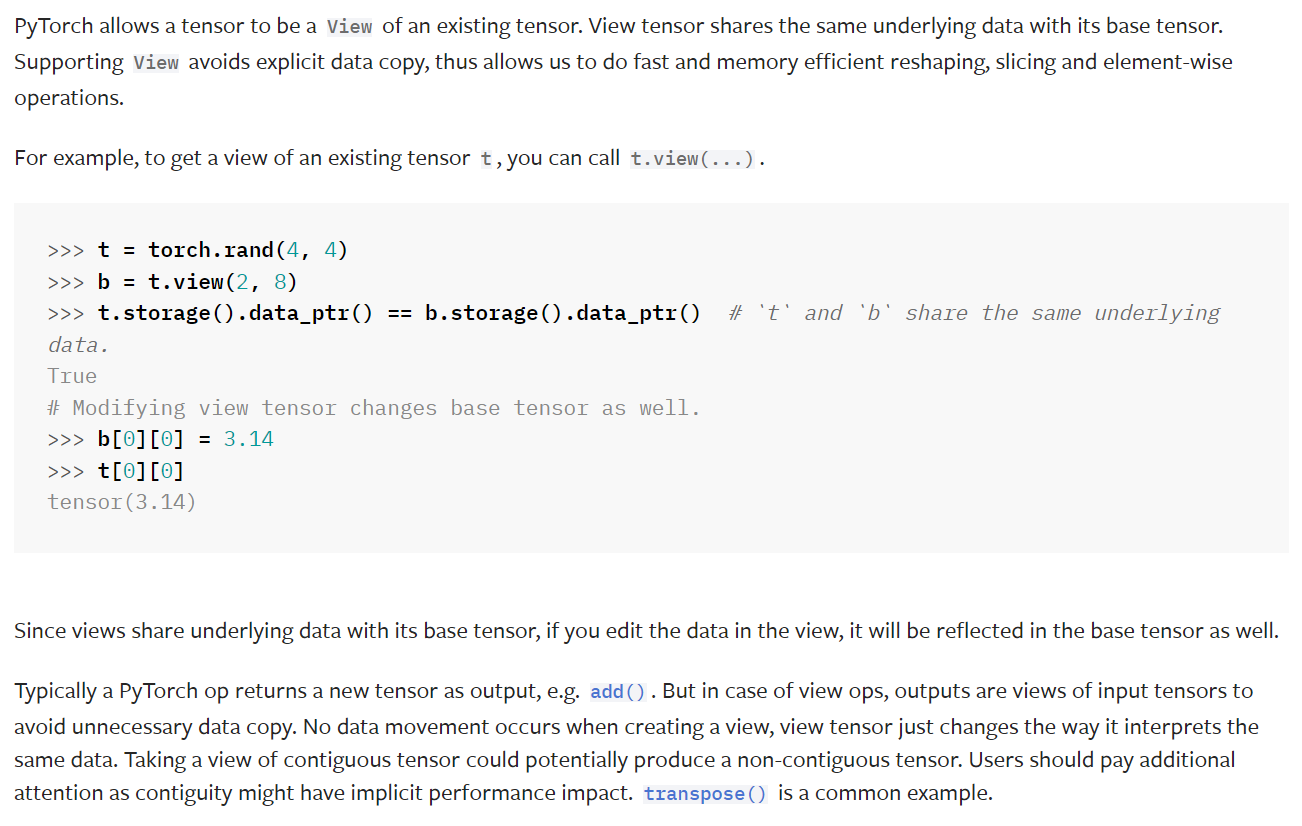 PyTorch allows a tensor to be a View of an existing tensor. View tensor shares the same underlying data with its base tensor.
Supporting View avoids explicit data copy, thus allows us to do fast and memory efficient reshaping, slicing and element-wise
operations.
For example, to get a view of an existing tensor t, you can call t.view(...).
>>> t = torch.rand(4, 4)
>>> b = t.view(2, 8)
>>> t.storage().data_ptr() == b.storage().data_ptr()  # `t` and `b` share the same underlying
data.
True
# Modifying view tensor changes base tensor as well.
>>> b[0][0] = 3.14
>>> t[0][0]
tensor(3.14)
Since views share underlying data with its base tensor, if you edit the data in the view, it will be reflected in the base tensor as well.
Typically a PyTorch op returns a new tensor as output, e.g. add(). But in case of view ops, outputs are views of input tensors to
avoid unnecessary data copy. No data movement occurs when creating a view, view tensor just changes the way it interprets the
same data. Taking a view of contiguous tensor could potentially produce a non-contiguous tensor. Users should pay additional
attention as contiguity might have implicit performance impact. transpose() is a common example.